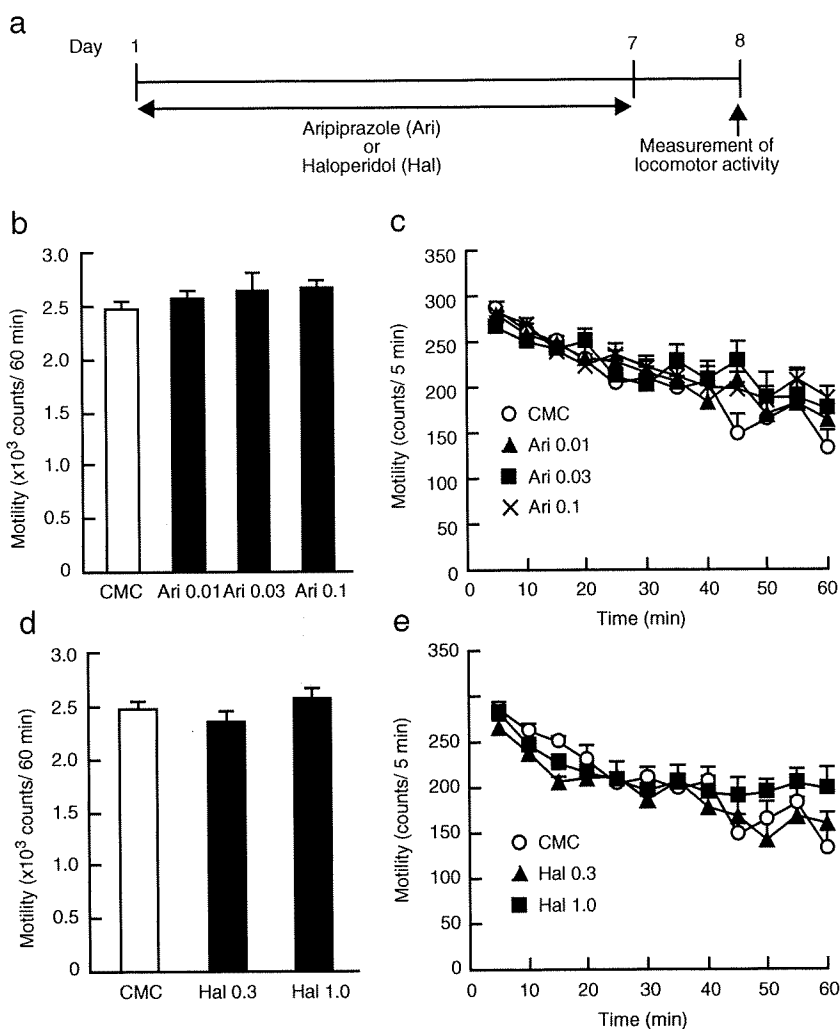 a
Day 1 7 8
Aripiprazole (Ari)
or
Haloperidol (Hal)
Measurement of
locomotor activity
b
Motility (x10³ counts/ 60 min)
3.0
2.5
2.0
1.5
1.0
0.5
0
CMC Ari 0.01 Ari 0.03 Ari 0.1
c
Motility (counts/ 5 min)
350
300
250
200
150
100
50
0
CMC
Ari 0.01
Ari 0.03
Ari 0.1
0 10 20 30 40 50 60
Time (min)
d
Motility (x10³ counts/ 60 min)
3.0
2.5
2.0
1.5
1.0
0.5
0
CMC Hal 0.3 Hal 1.0
e
Motility (counts/ 5 min)
350
250
200
150
100
50
0
CMC
Hal 0.3
Hal 1.0
0 10 20 30 40 50 60
Time (min)